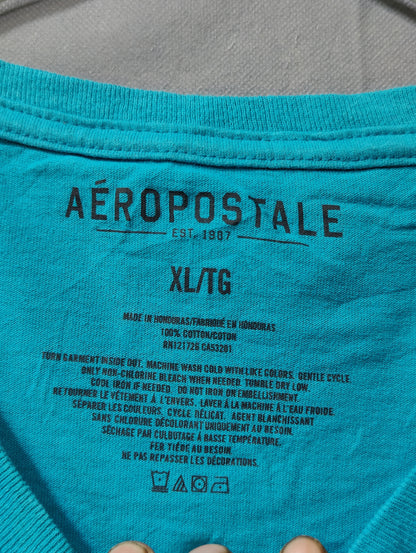 AÉROPOSTALE
EST. 1987
XL/TG
MADE IN HONDURAS/FABRIQUÉ EN HONDURAS
100% COTTON/COTON
RN121726 CA53201
TURN GARMENT INSIDE OUT. MACHINE WASH COLD WITH LIKE COLORS. GENTLE CYCLE.
ONLY NON-CHLORINE BLEACH WHEN NEEDED. TUMBLE DRY LOW.
COOL IRON IF NEEDED. DO NOT IRON ON EMBELLISHMENT.
RETOURNER LE VÊTEMENT À L'ENVERS. LAVER À LA MACHINE À L'EAU FROIDE.
SÉPARER LES COULEURS. CYCLE DÉLICAT. AGENT BLANCHISSANT
SANS CHLORE DÉCOLORANT UNIQUEMENT AU BESOIN.
SÉCHAGE PAR CULBUTAGE À BASSE TEMPÉRATURE.
FER TIÈDE AU BESOIN.
NE PAS REPASSER LES DÉCORATIONS.